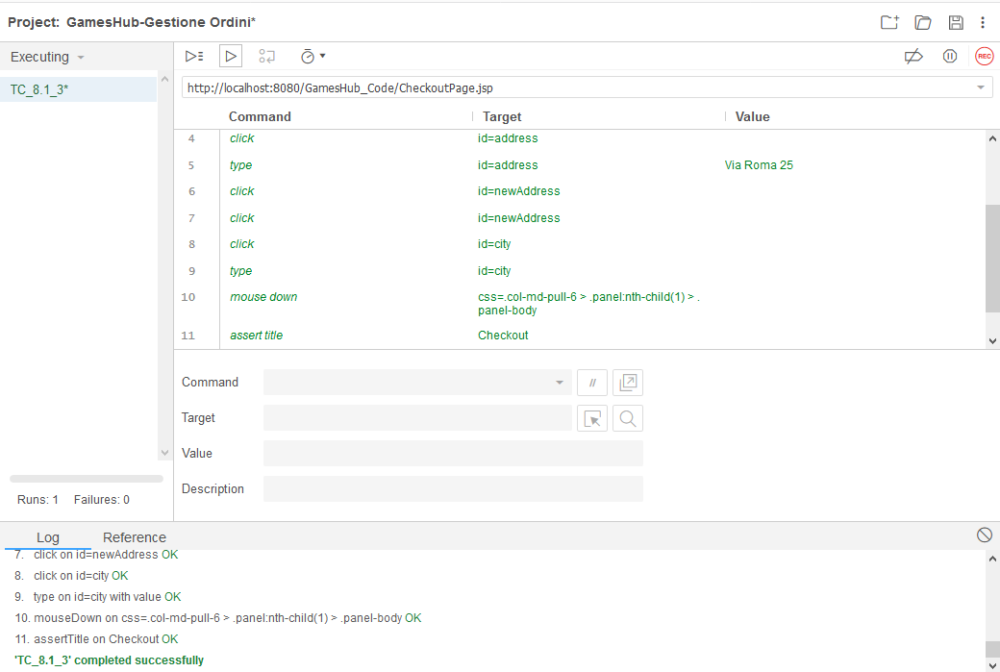 Project: GamesHub-Gestione Ordini*
Executing
REC
TC_8.1_3*
http://localhost:8080/GamesHub_Code/CheckoutPage.jsp
Command Target Value
4 click id=address
5 type id=address Via Roma 25
6 click id=newAddress
7 click id=newAddress
8 click id=city
9 type id=city
10 mouse down css=.col-md-pull-6 > .panel:nth-child(1) > .
panel-body
11 assert title Checkout
Command //
Target
Value
Description
Runs: 1 Failures: 0
Log Reference
7. click on id=newAddress OK
8. click on id=city OK
9. type on id=city with value OK
10. mouseDown on css=.col-md-pull-6 > .panel:nth-child(1) > .panel-body OK
11. assertTitle on Checkout OK
'TC_8.1_3' completed successfully